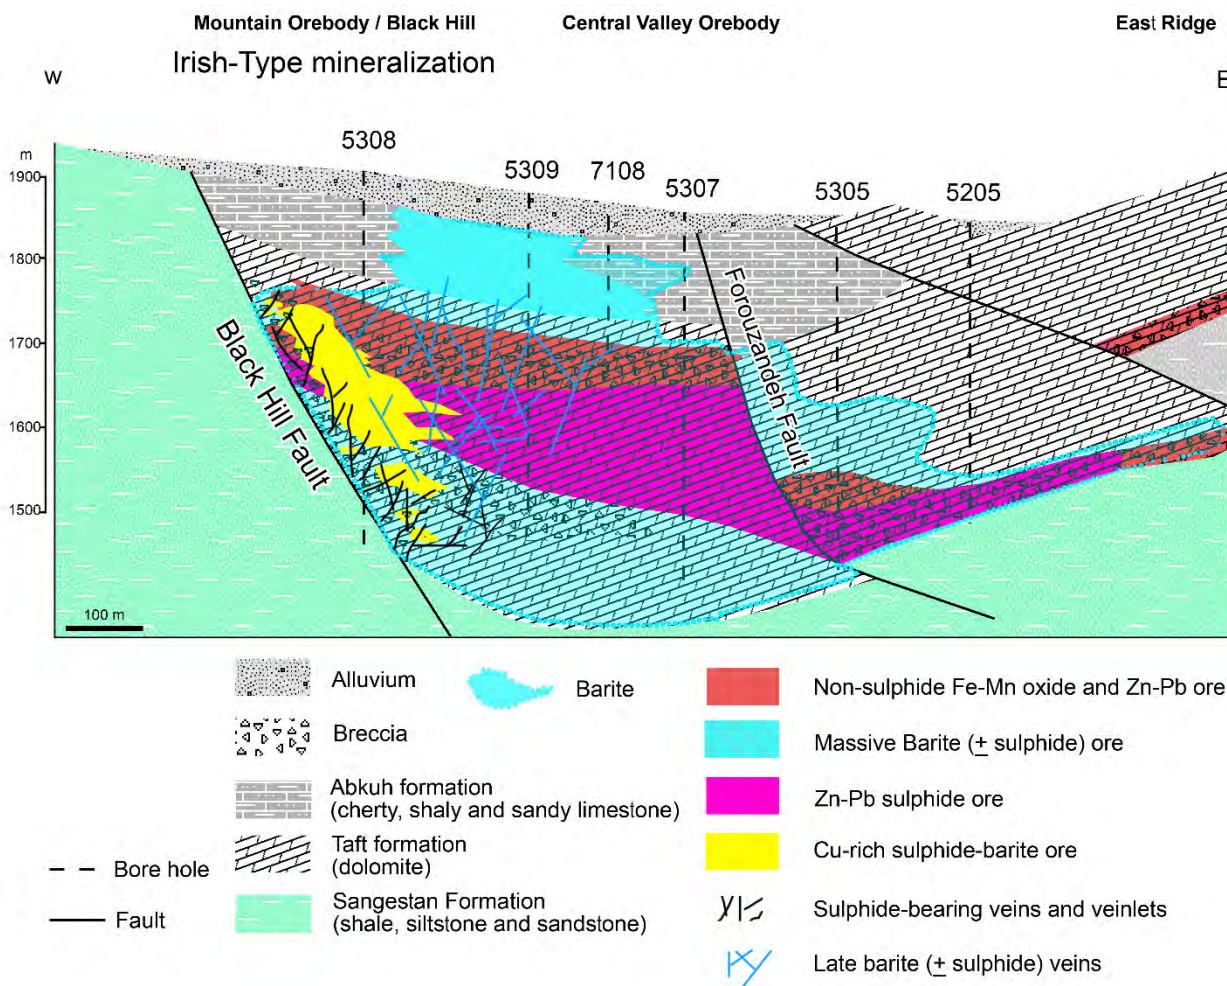 Mountain Orebody / Black Hill
Central Valley Orebody
East Ridge
Irish-Type mineralization
W
E
m
1900
1800
1700
1600
1500
5308
5309
7108
5307
5305
5205
Black Hill Fault
Forouzandeh Fault
100 m
Alluvium
Barite
Non-sulphide Fe-Mn oxide and Zn-Pb ore
Breccia
Massive Barite (± sulphide) ore
Abkuh formation
(cherty, shaly and sandy limestone)
Zn-Pb sulphide ore
Taft formation
(dolomite)
Cu-rich sulphide-barite ore
Bore hole
Sangestan Formation
(shale, siltstone and sandstone)
Sulphide-bearing veins and veinlets
Fault
Late barite (± sulphide) veins